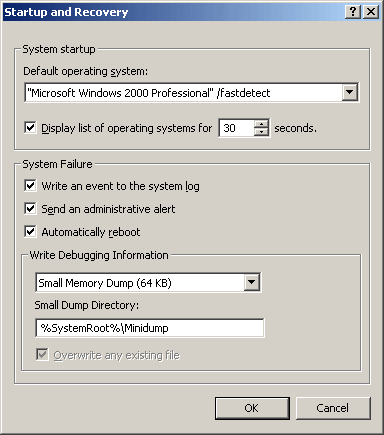 Startup and Recovery
System startup
Default operating system:
"Microsoft Windows 2000 Professional" /fastdetect
Display list of operating systems for 30 seconds.
System Failure
Write an event to the system log
Send an administrative alert
Automatically reboot
Write Debugging Information
Small Memory Dump (64 KB)
Small Dump Directory:
%SystemRoot%\Minidump
Overwrite any existing file
OK Cancel